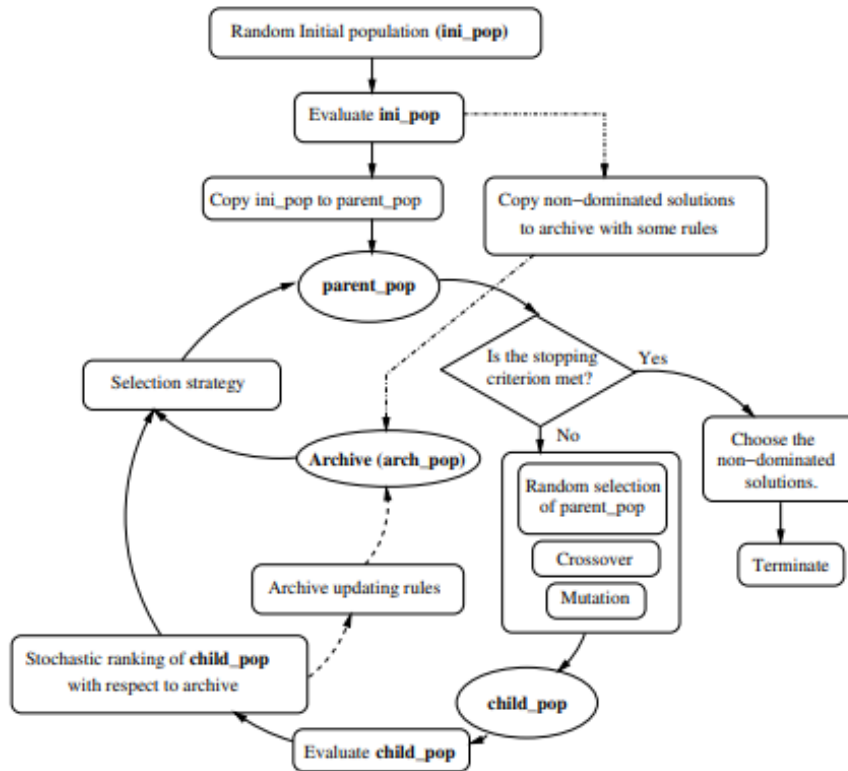 Random Initial population (ini_pop)
Evaluate ini_pop
Copy ini_pop to parent_pop
Copy non−dominated solutions
to archive with some rules
parent_pop
Is the stopping
criterion met?
Yes
No
Selection strategy
Archive (arch_pop)
Choose the
non−dominated
solutions.
Random selection
of parent_pop
Crossover
Mutation
Terminate
Archive updating rules
Stochastic ranking of child_pop
with respect to archive
child_pop
Evaluate child_pop